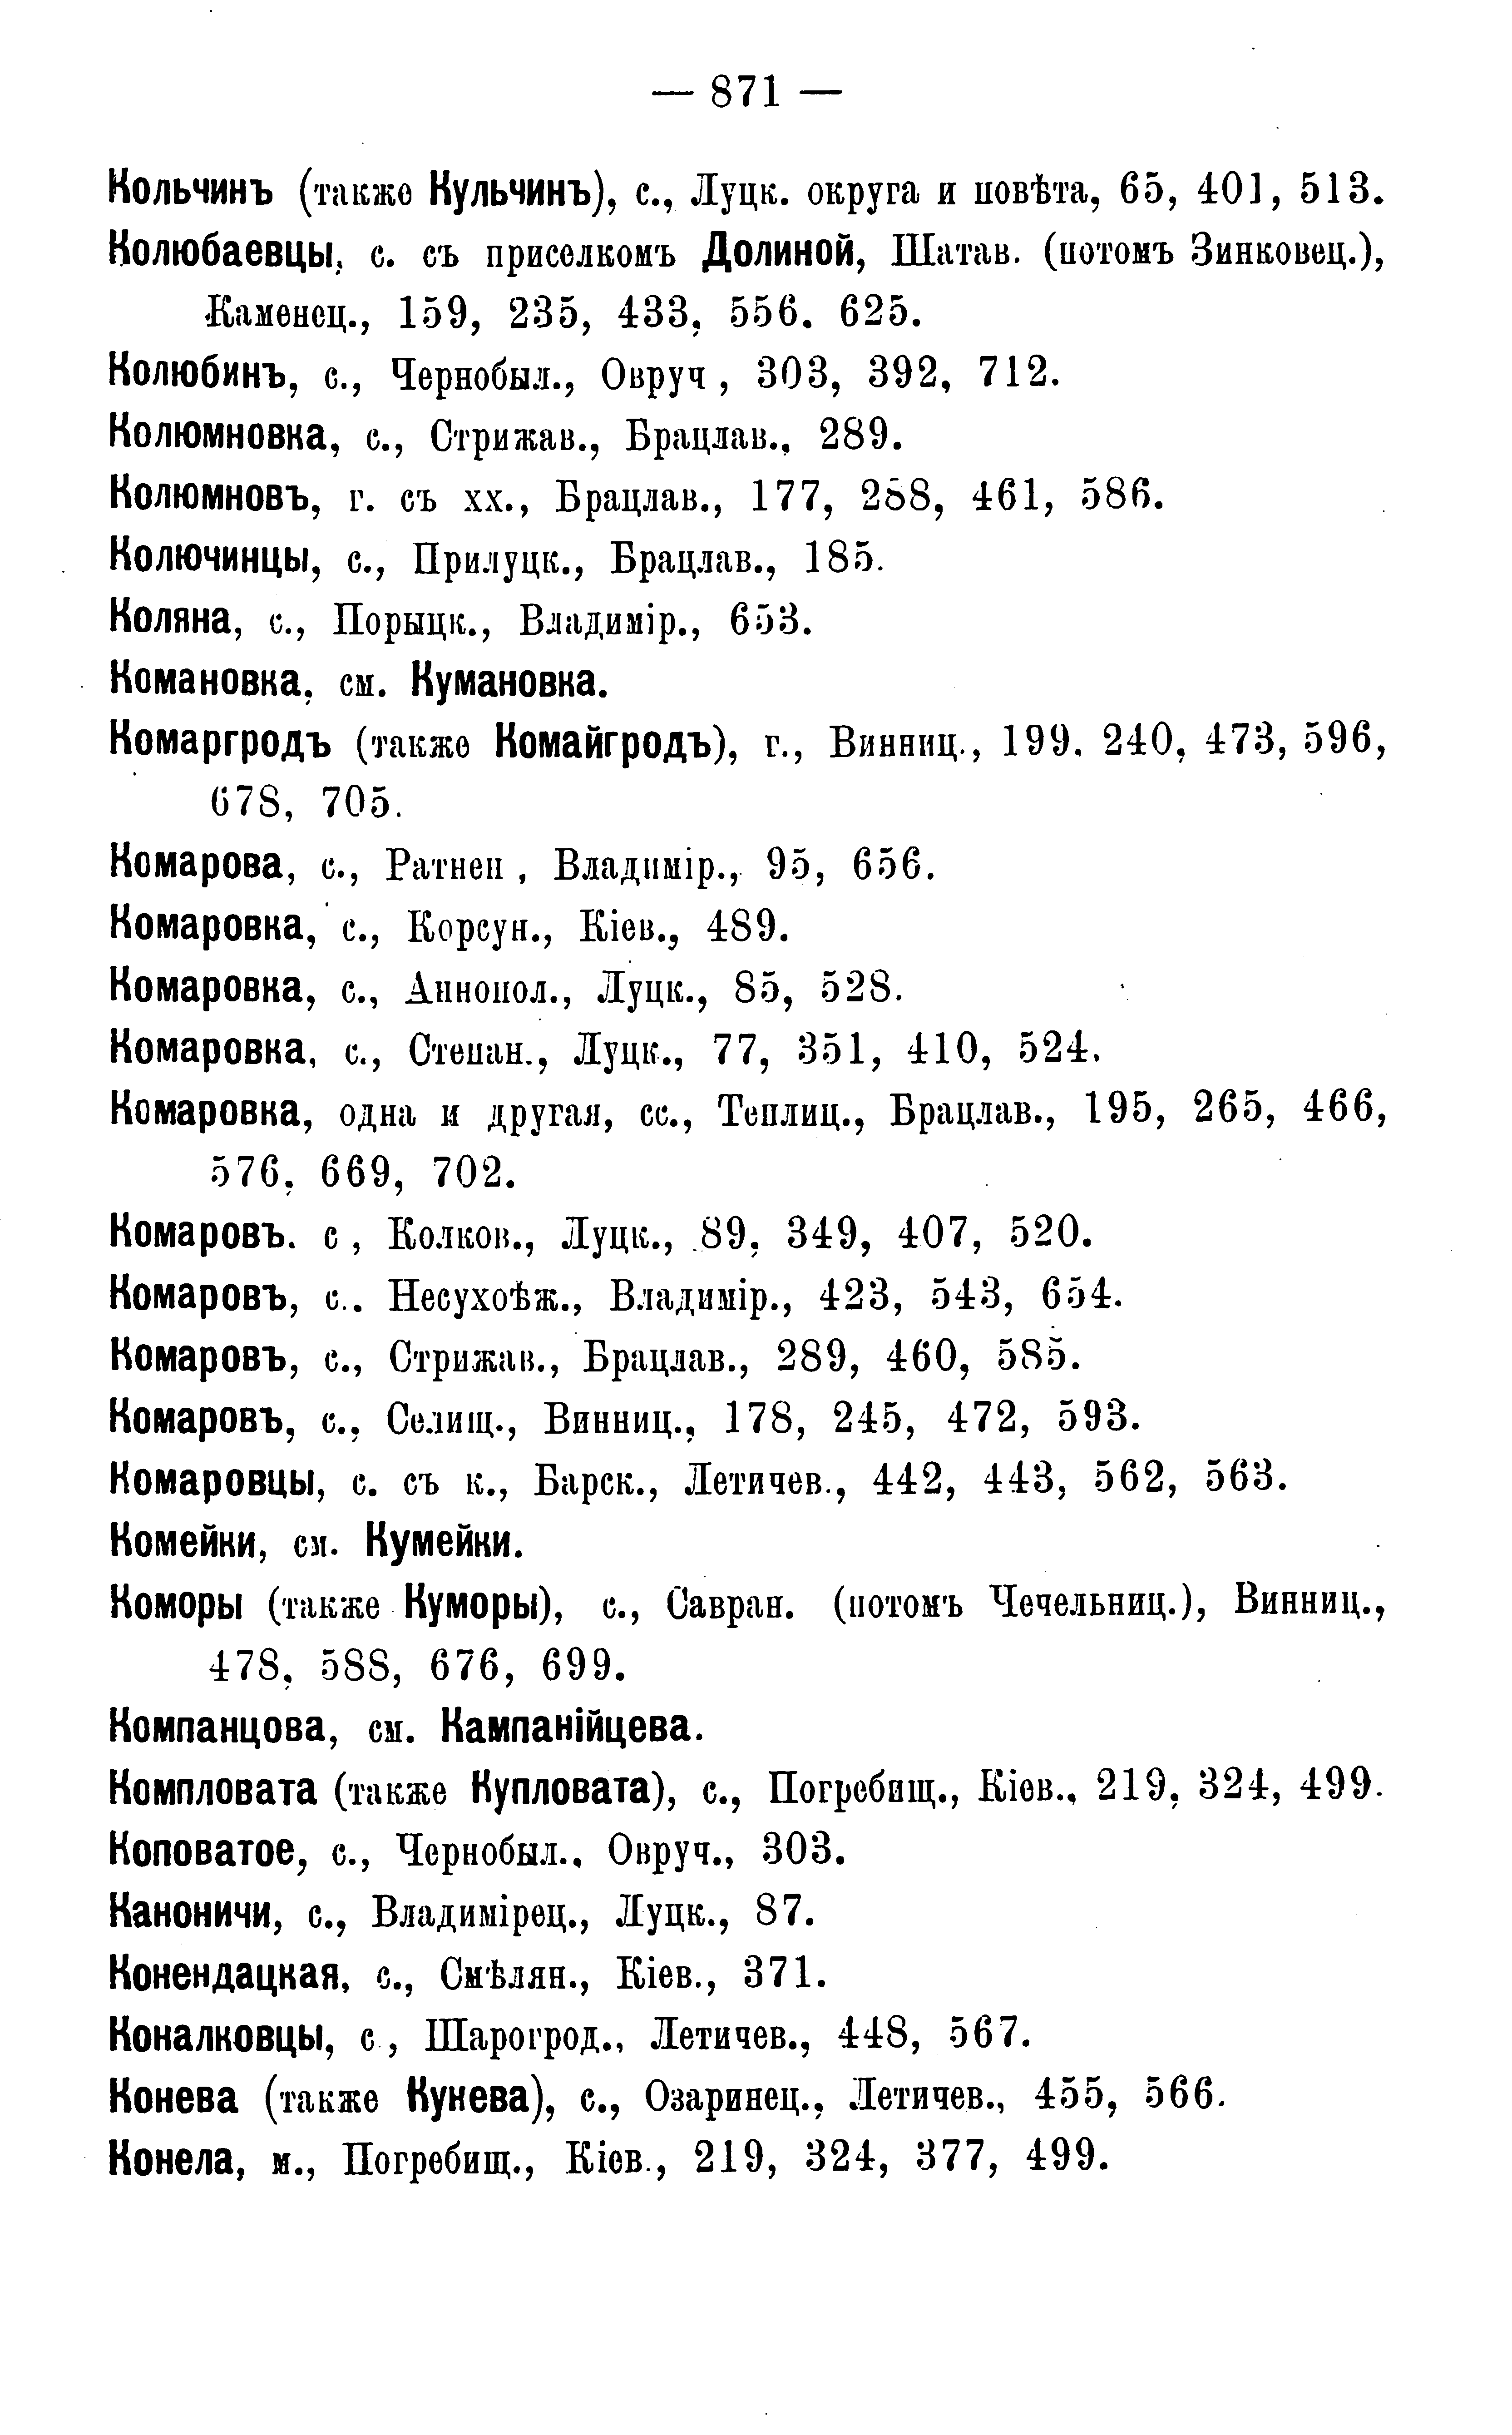 — 871 —
Кольчинъ (также Кульчинъ), с., Луцк. округа и повѣта, 65, 401, 513.
Колюбаевцы, с. съ приселкомъ Долиной, Шатав. (потомъ Зинковец.),
Каменец., 159, 235, 433, 556. 625.
Колюбинъ, с., Чернобыл., Овруч , 303, 392, 712.
Колюмновка, с., Стрижав., Брацлав., 289.
Колюмновъ, г. съ хх., Брацлав., 177, 288, 461, 586.
Колючинцы, с., Прилуцк., Брацлав., 185.
Коляна, с., Порыцк., Владимір., 653.
Комановка, см. Кумановка.
Комаргродъ (также Комайгродъ), г., Винниц., 199. 240, 473, 596,
678, 705.
Комарова, с., Ратнен , Владимір., 95, 656.
Комаровка, с., Корсун., Кіев., 489.
Комаровка, с., Аннопол., Луцк., 85, 528.
Комаровка, с., Степан., Луцк., 77, 351, 410, 524.
Комаровка, одна и другая, сс., Теплиц., Брацлав., 195, 265, 466,
576, 669, 702.
Комаровъ. с , Колков., Луцк., 89, 349, 407, 520.
Комаровъ, с.. Несухоѣж., Владимір., 423, 543, 654.
Комаровъ, с., Стрижав., Брацлав., 289, 460, 585.
Комаровъ, с., Селищ., Винниц., 178, 245, 472, 593.
Комаровцы, с. съ к., Барск., Летичев., 442, 443, 562, 563.
Комейки, см. Кумейки.
Коморы (также Куморы), с., Савран. (потомъ Чечельниц.), Винниц.,
478, 588, 676, 699.
Компанцова, см. Кампанійцева.
Компловата (также Купловата), с., Погребищ., Кіев., 219, 324, 499.
Коповатое, с., Чернобыл., Овруч., 303.
Каноничи, с., Владимірец., Луцк., 87.
Конендацкая, с., Смѣлян., Кіев., 371.
Коналковцы, с , Шарогрод., Летичев., 448, 567.
Конева (также Кунева), с., Озаринец., Летичев., 455, 566.
Конела, м., Погребищ., Кіев., 219, 324, 377, 499.